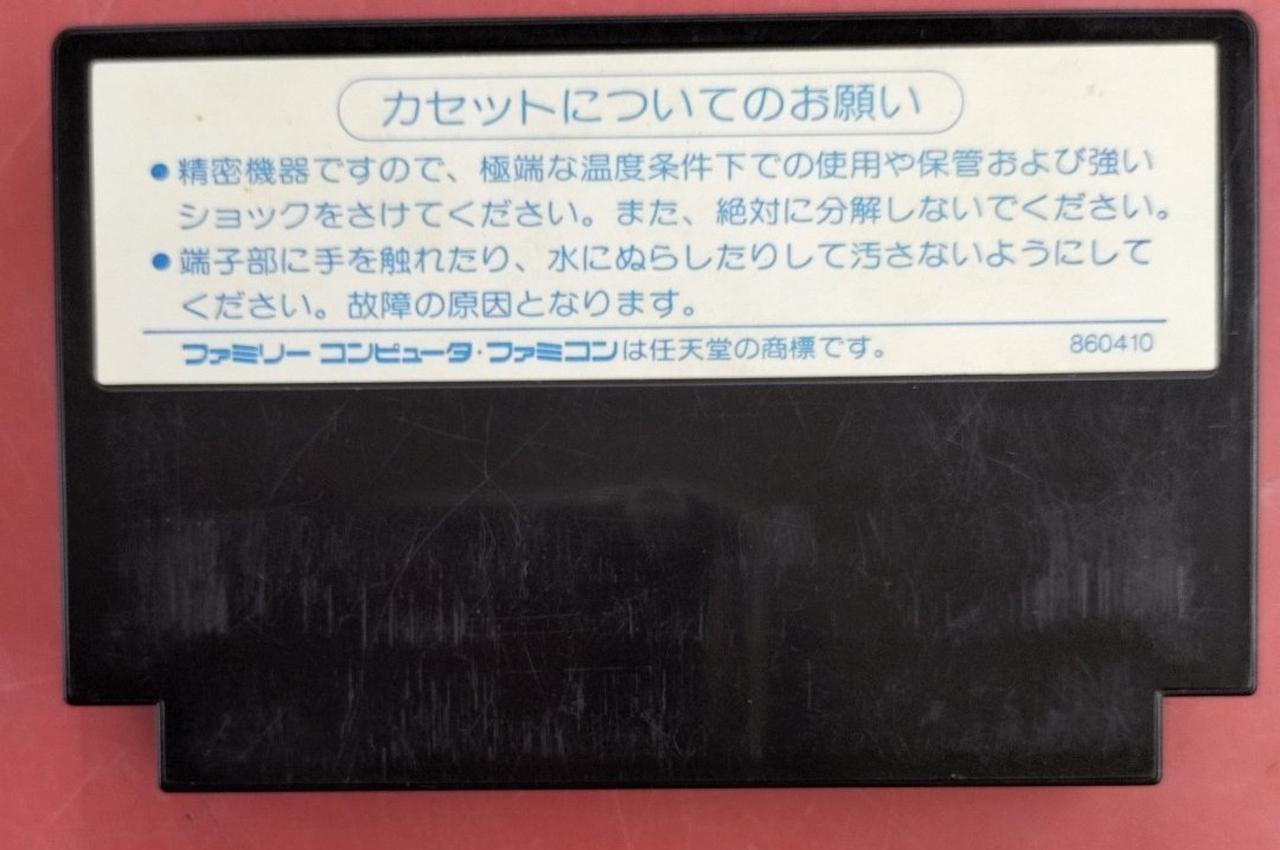 カセットについてのお願い
●精密機器ですので、極端な温度条件下での使用や保管および強い
ショックをさけてください。また、絶対に分解しないでください。
●端子部に手を触れたり、水にぬらしたりして汚さないようにして
ください。故障の原因となります。
ファミリー コンピュータ・ファミコンは任天堂の商標です。 860410